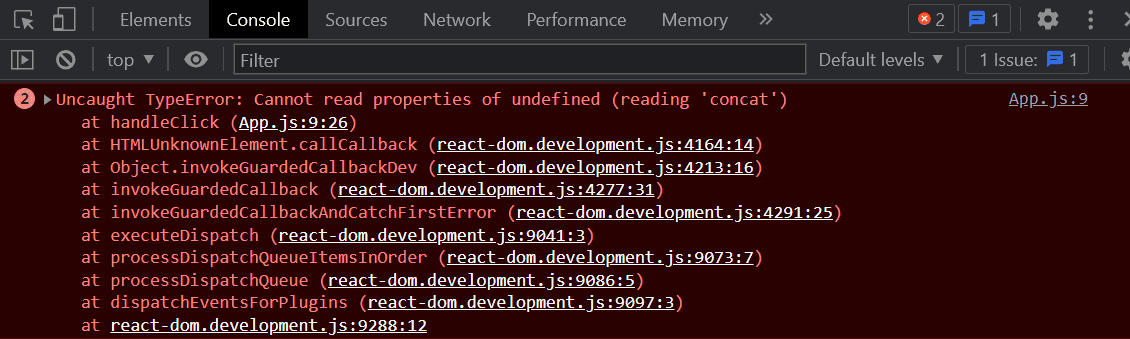 Elements Console Sources Network Performance Memory 2 1
top Filter Default levels 1 Issue: 1
2 Uncaught TypeError: Cannot read properties of undefined (reading 'concat') App.js:9
at handleClick (App.js:9:26)
at HTMLUnknownElement.callCallback (react-dom.development.js:4164:14)
at Object.invokeGuardedCallbackDev (react-dom.development.js:4213:16)
at invokeGuardedCallback (react-dom.development.js:4277:31)
at invokeGuardedCallbackAndCatchFirstError (react-dom.development.js:4291:25)
at executeDispatch (react-dom.development.js:9041:3)
at processDispatchQueueItemsInOrder (react-dom.development.js:9073:7)
at processDispatchQueue (react-dom.development.js:9086:5)
at dispatchEventsForPlugins (react-dom.development.js:9097:3)
at react-dom.development.js:9288:12